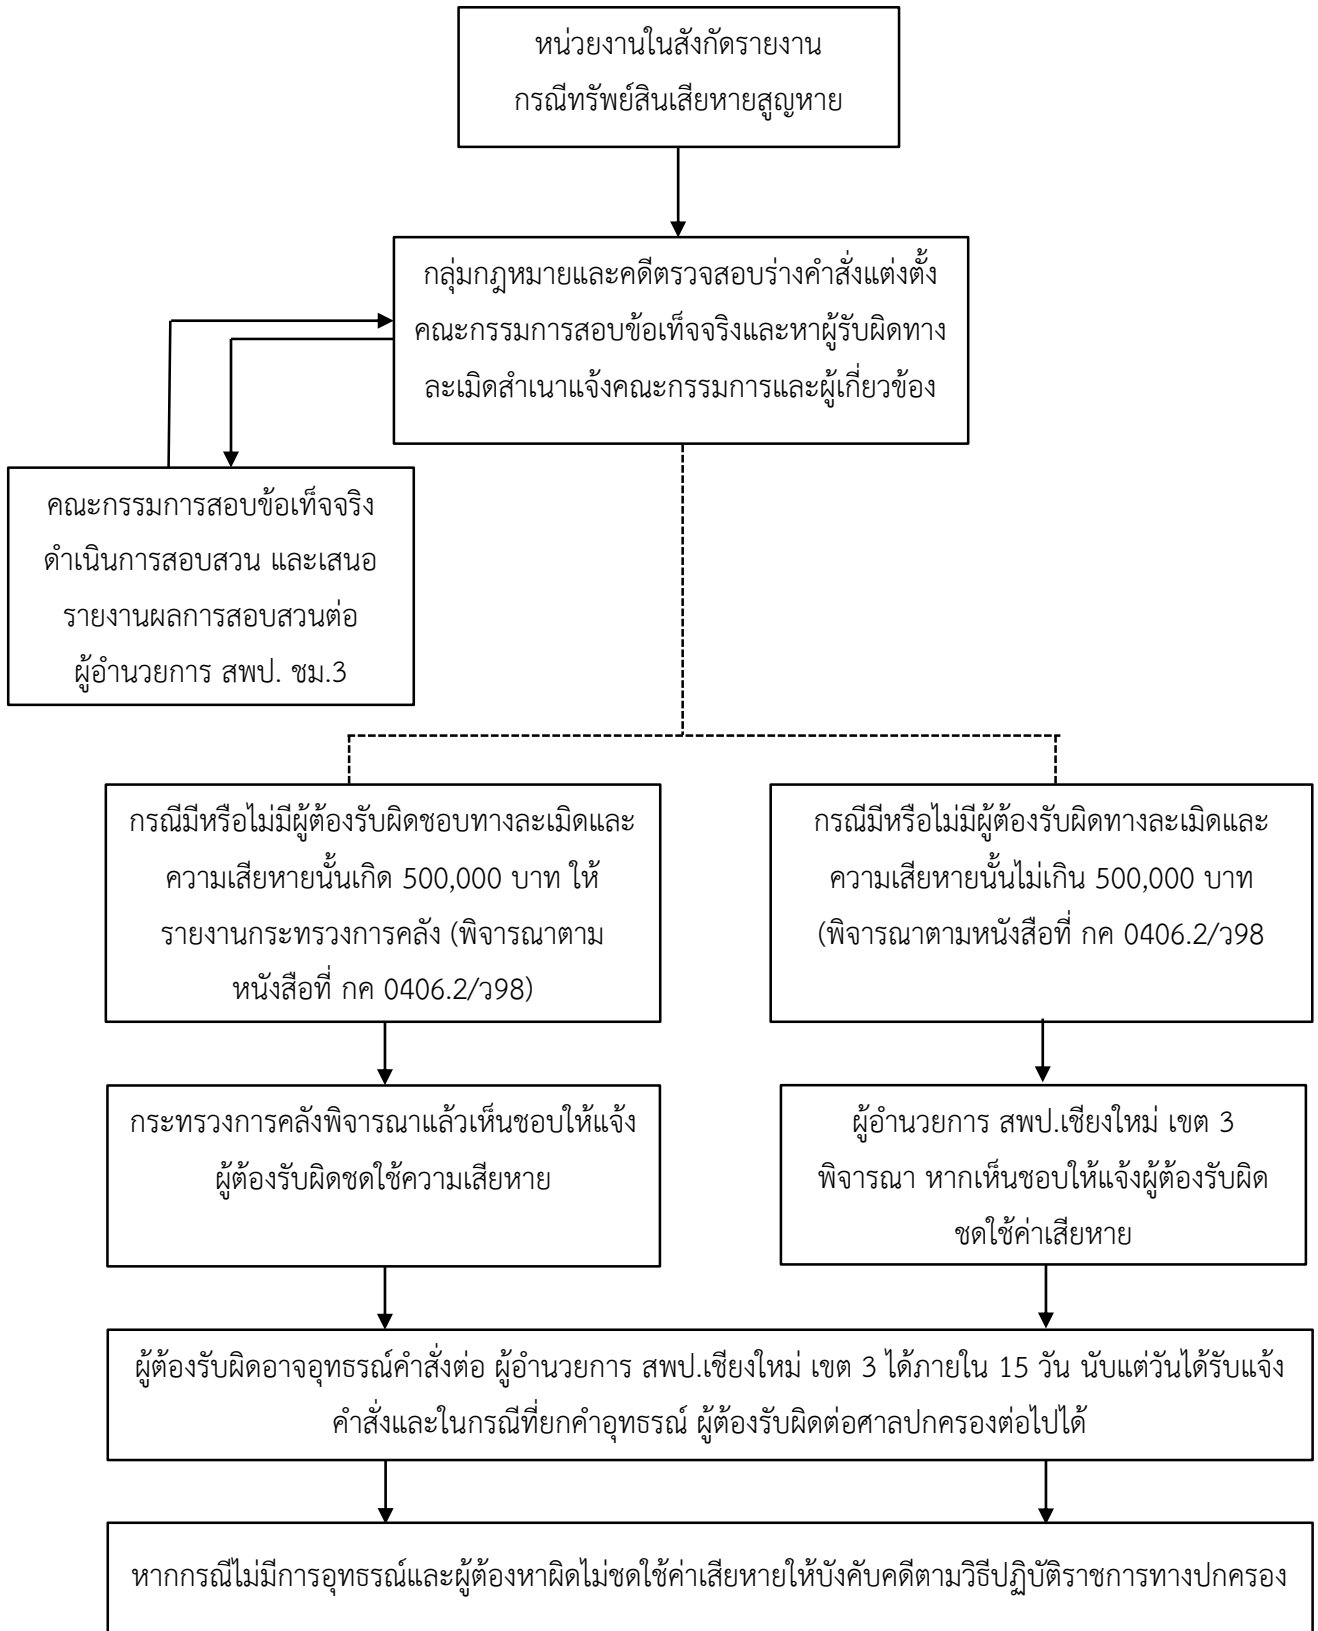 หน่วยงานในสังกัดรายงาน
กรณีทรัพย์สินเสียหายสูญหาย
กลุ่มกฎหมายและคดีตรวจสอบร่างคำสั่งแต่งตั้ง
คณะกรรมการสอบข้อเท็จจริงและหาผู้รับผิดทาง
ละเมิดสำเนาแจ้งคณะกรรมการและผู้เกี่ยวข้อง
คณะกรรมการสอบข้อเท็จจริง
ดำเนินการสอบสวน และเสนอ
รายงานผลการสอบสวนต่อ
ผู้อำนวยการ สพป. ชม.3
กรณีมีหรือไม่มีผู้ต้องรับผิดชอบทางละเมิดและ
ความเสียหายนั้นเกิด 500,000 บาท ให้
รายงานกระทรวงการคลัง (พิจารณาตาม
หนังสือที่ กค 0406.2/ว98)
กรณีมีหรือไม่มีผู้ต้องรับผิดทางละเมิดและ
ความเสียหายนั้นไม่เกิน 500,000 บาท
(พิจารณาตามหนังสือที่ กค 0406.2/ว98
กระทรวงการคลังพิจารณาแล้วเห็นชอบให้แจ้ง
ผู้ต้องรับผิดชดใช้ความเสียหาย
ผู้อำนวยการ สพป.เชียงใหม่ เขต 3
พิจารณา หากเห็นชอบให้แจ้งผู้ต้องรับผิด
ชดใช้ค่าเสียหาย
ผู้ต้องรับผิดอาจอุทธรณ์คำสั่งต่อ ผู้อำนวยการ สพป.เชียงใหม่ เขต 3 ได้ภายใน 15 วัน นับแต่วันได้รับแจ้ง
คำสั่งและในกรณีที่ยกคำอุทธรณ์ ผู้ต้องรับผิดต่อศาลปกครองต่อไปได้
หากกรณีไม่มีการอุทธรณ์และผู้ต้องหาผิดไม่ชดใช้ค่าเสียหายให้บังคับคดีตามวิธีปฏิบัติราชการทางปกครอง